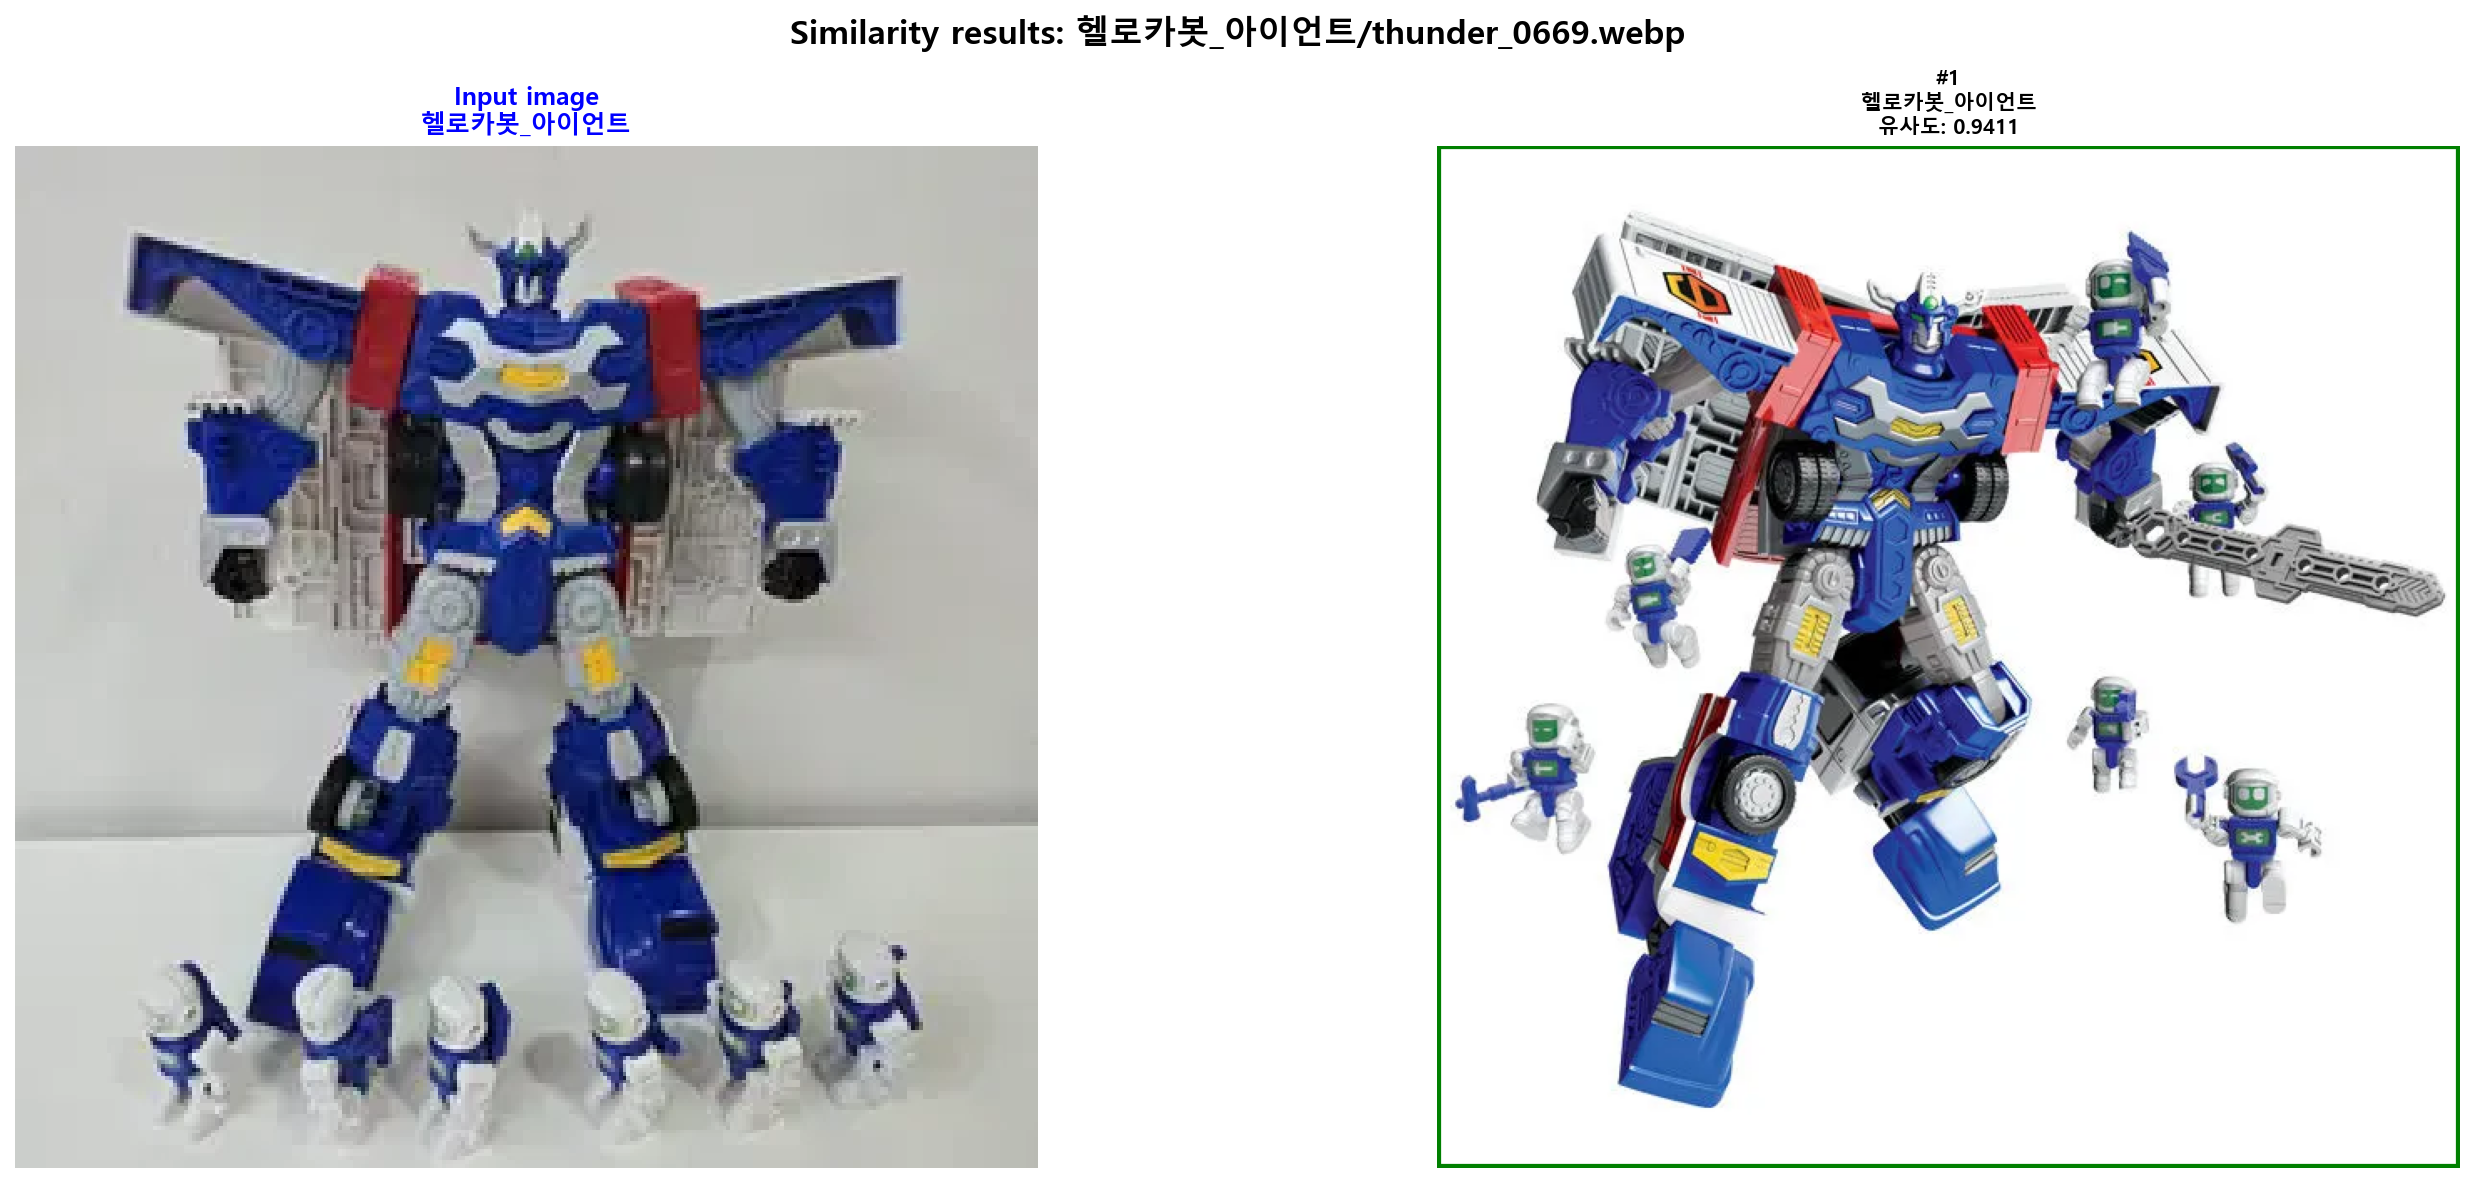 Similarity results: 헬로카봇_아이언트/thunder_0669.webp
Input image
헬로카봇_아이언트
#1
헬로카봇_아이언트
유사도: 0.9411